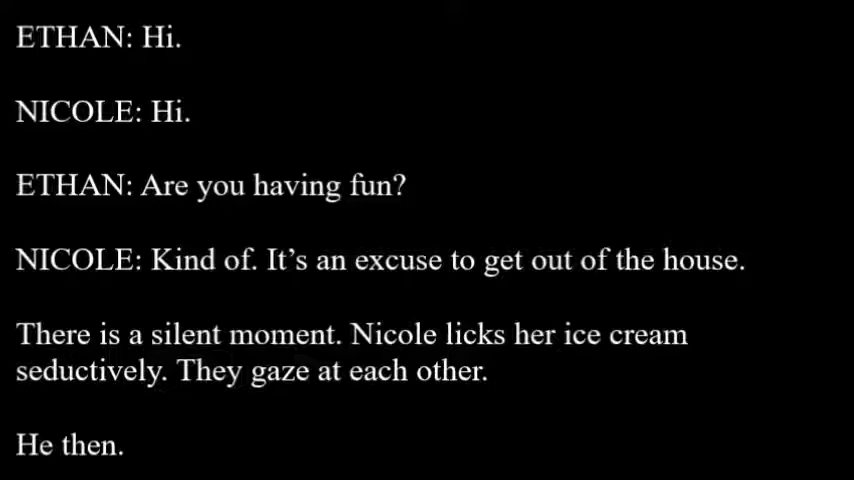 ETHAN: Hi.
NICOLE: Hi.
ETHAN: Are you having fun?
NICOLE: Kind of. It’s an excuse to get out of the house.
There is a silent moment. Nicole licks her ice cream
seductively. They gaze at each other.
He then.